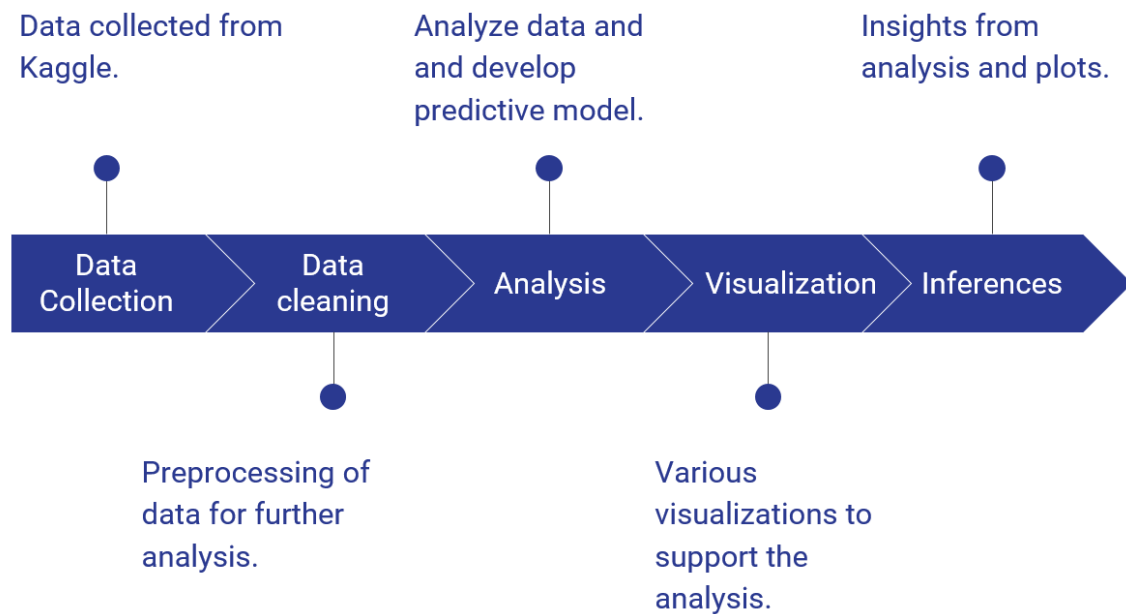 Data collected from
Kaggle.
Analyze data and
and develop
predictive model.
Insights from
analysis and plots.
Data
Collection
Data
cleaning
Analysis
Visualization
Inferences
Preprocessing of
data for further
analysis.
Various
visualizations to
support the
analysis.